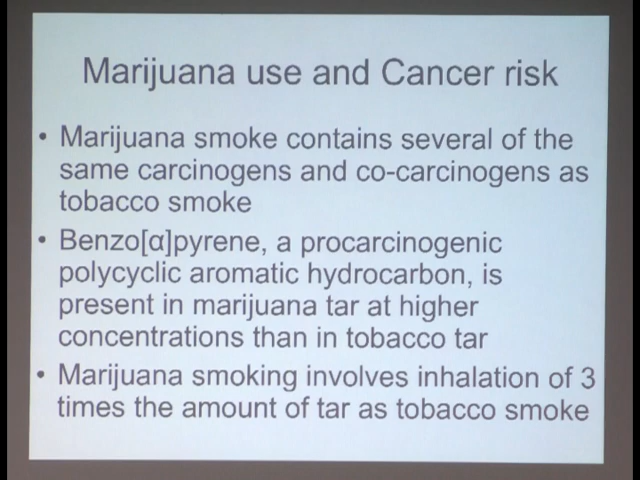 Marijuana use and Cancer risk
• Marijuana smoke contains several of the
same carcinogens and co-carcinogens as
tobacco smoke
• Benzo[α]pyrene, a procarcinogenic
polycyclic aromatic hydrocarbon, is
present in marijuana tar at higher
concentrations than in tobacco tar
• Marijuana smoking involves inhalation of 3
times the amount of tar as tobacco smoke